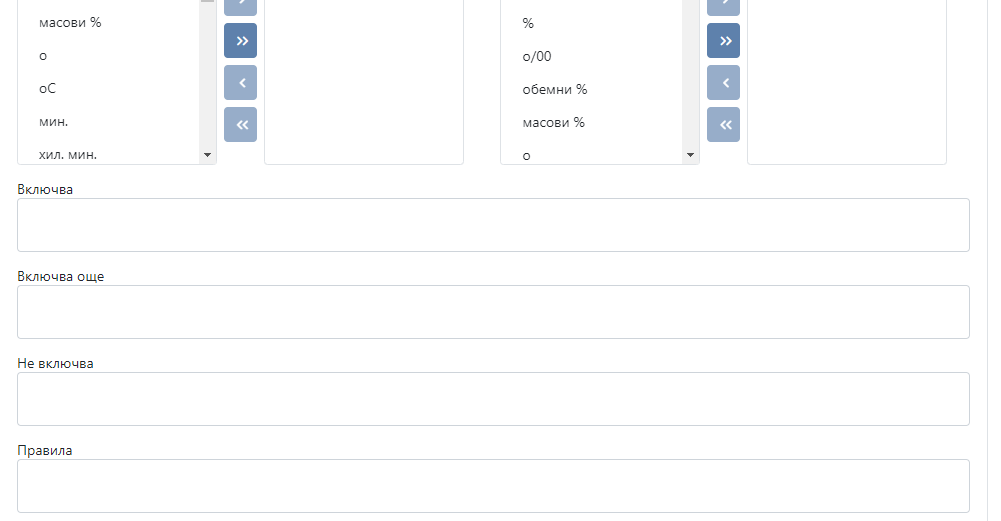 масови %
о
оС
мин.
хил. мин.
%
о/00
обемни %
масови %
о
Включва
Включва още
Не включва
Правила